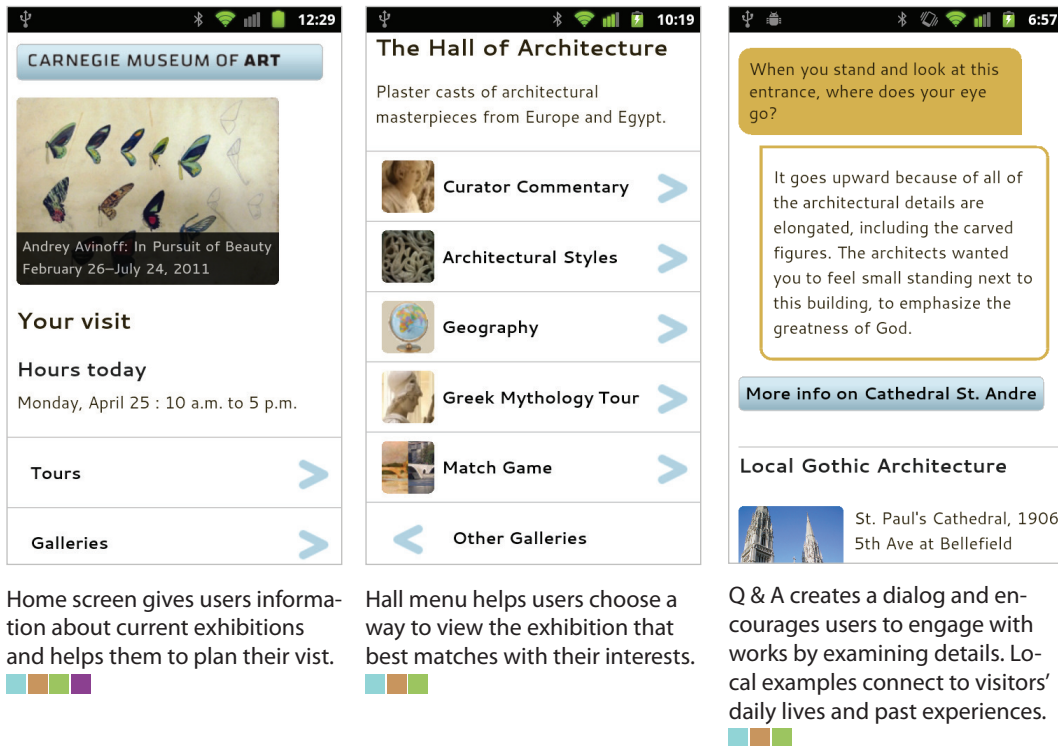 12:29
CARNEGIE MUSEUM OF ART
Andrey Avinoff: In Pursuit of Beauty
February 26–July 24, 2011
Your visit
Hours today
Monday, April 25 : 10 a.m. to 5 p.m.
Tours
Galleries
Home screen gives users informa-
tion about current exhibitions
and helps them to plan their vist.
10:19
The Hall of Architecture
Plaster casts of architectural
masterpieces from Europe and Egypt.
Curator Commentary
Architectural Styles
Geography
Greek Mythology Tour
Match Game
Other Galleries
Hall menu helps users choose a
way to view the exhibition that
best matches with their interests.
6:57
When you stand and look at this
entrance, where does your eye
go?
It goes upward because of all of
the architectural details are
elongated, including the carved
figures. The architects wanted
you to feel small standing next to
this building, to emphasize the
greatness of God.
More info on Cathedral St. Andre
Local Gothic Architecture
St. Paul's Cathedral, 1906
5th Ave at Bellefield
Q & A creates a dialog and en-
courages users to engage with
works by examining details. Lo-
cal examples connect to visitors’
daily lives and past experiences.